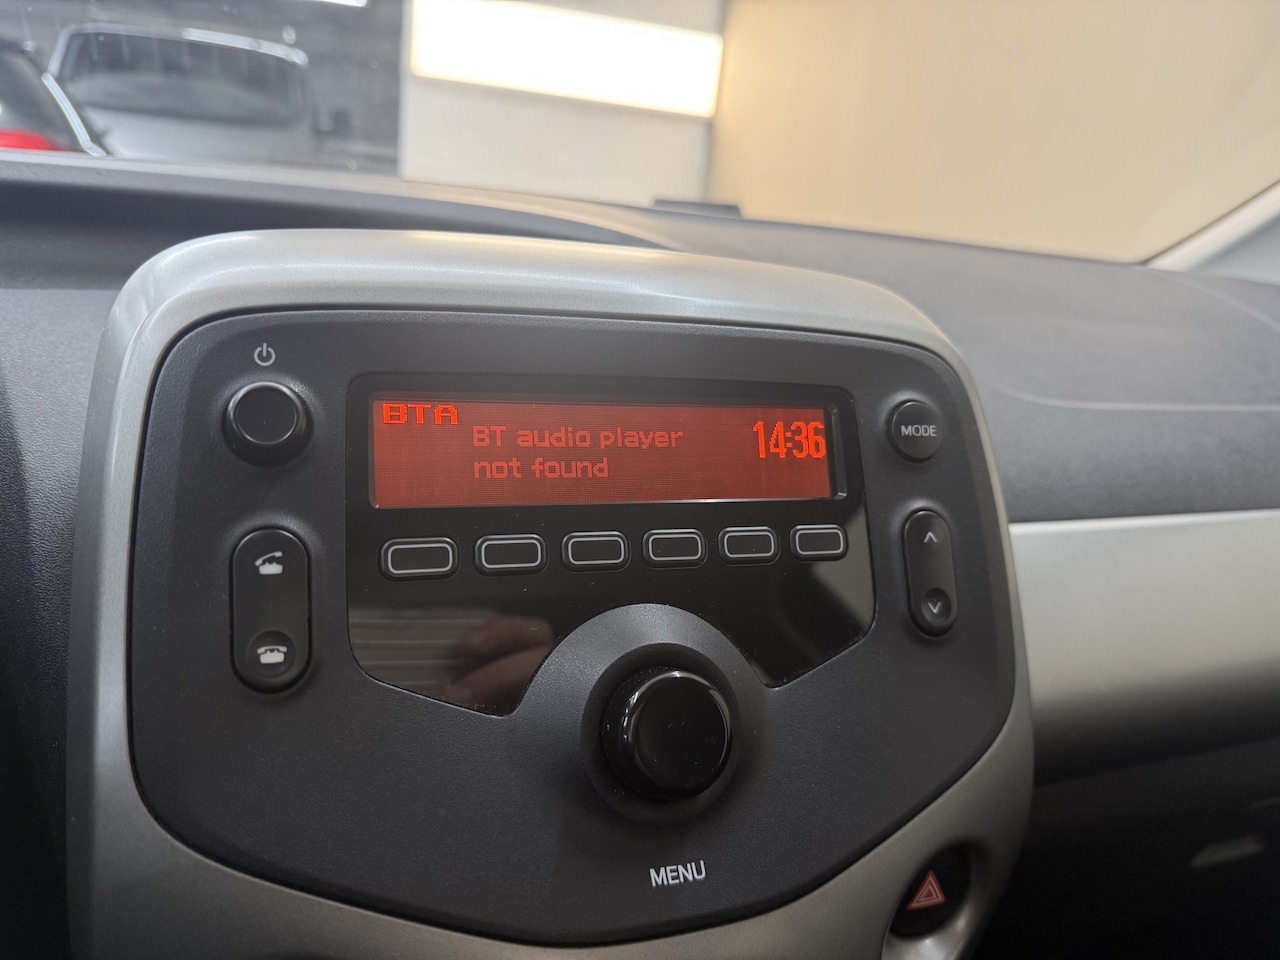 BTA
BT audio player
not found
14:36
MODE
MENU